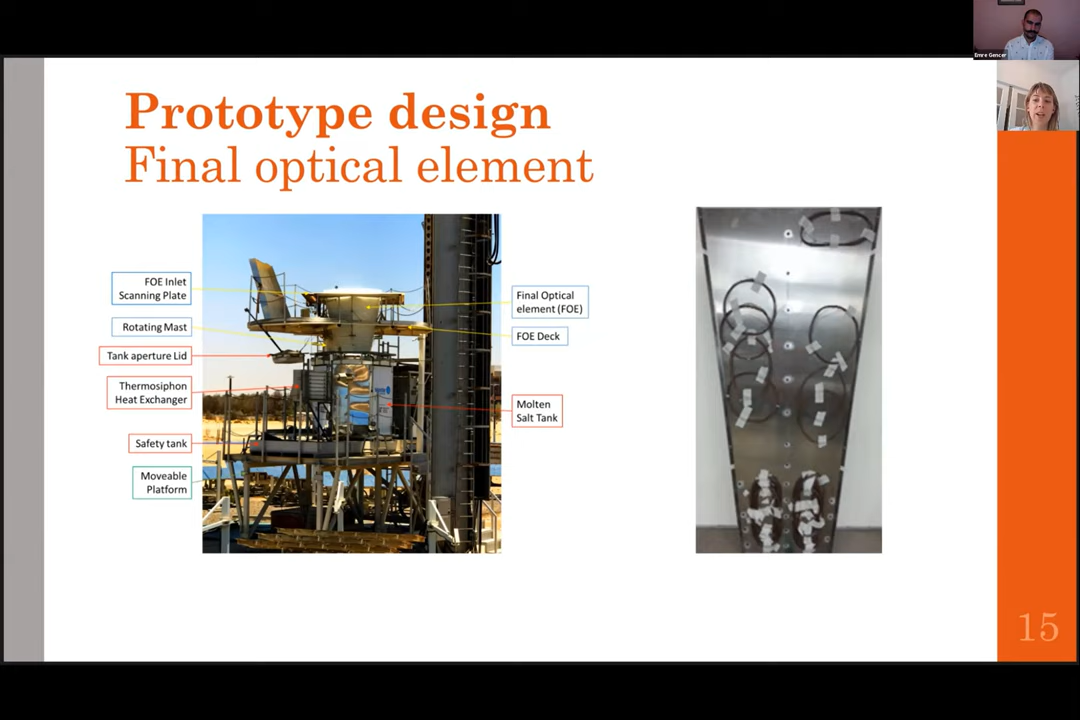 Emre Gencer
Prototype design
Final optical element
FOE Inlet
Scanning Plate
Rotating Mast
Tank aperture Lid
Thermosiphon
Heat Exchanger
Safety tank
Moveable
Platform
Final Optical
element (FOE)
FOE Deck
Molten
Salt Tank
15